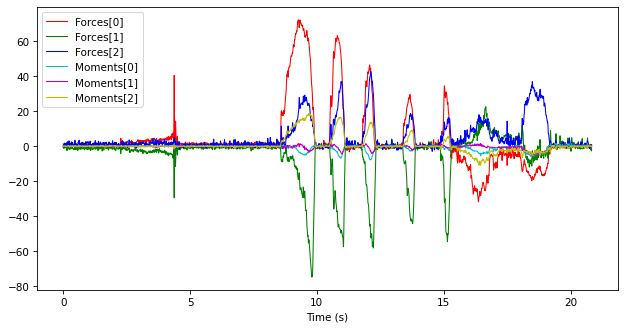 Forces[0]
Forces[1]
Forces[2]
Moments[0]
Moments[1]
Moments[2]
60
40
20
0
−20
−40
−60
−80
0 5 10 15 20
Time (s)